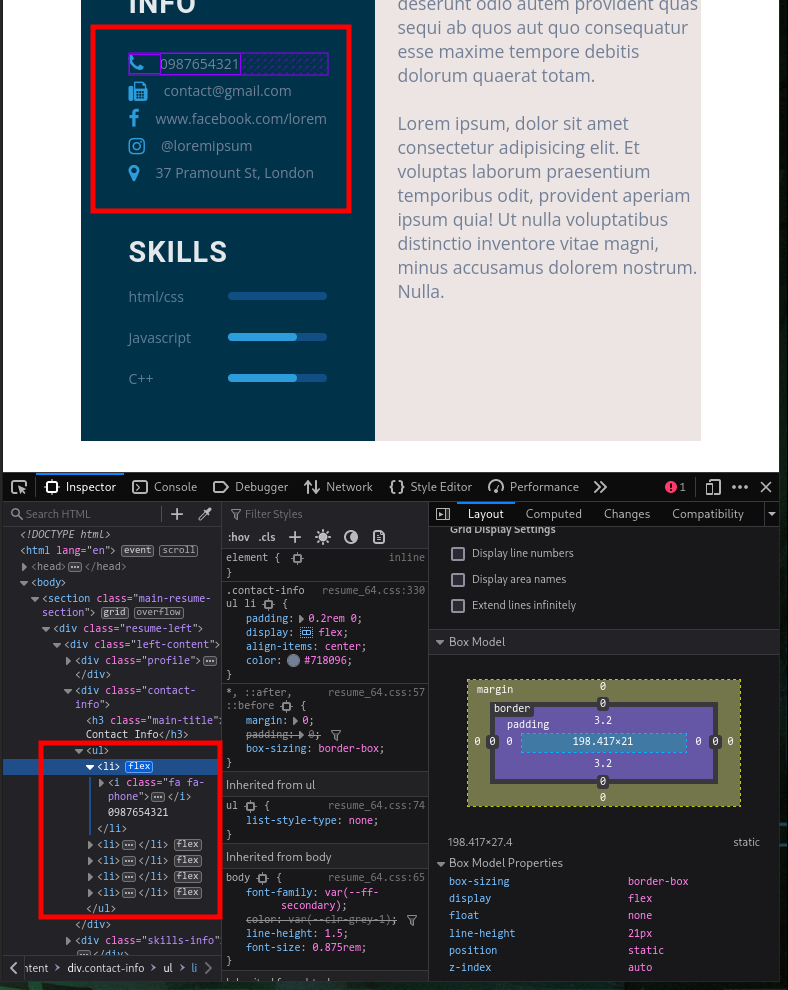 INFO
0987654321
contact@gmail.com
www.facebook.com/lorem
@loremipsum
37 Pramount St, London
SKILLS
html/css
Javascript
C++
deserunt odio autem provident quas
sequi ab quos aut quo consequatur
esse maxime tempore debitis
dolorum quaerat totam.
Lorem ipsum, dolor sit amet
consectetur adipisicing elit. Et
voluptas laborum praesentium
temporibus odit, provident aperiam
ipsum quia! Ut nulla voluptatibus
distinctio inventore vitae magni,
minus accusamus dolorem nostrum.
Nulla.
Inspector Console Debugger Network Style Editor Performance 1
Search HTML
<!DOCTYPE html>
<html lang="en"> event scroll
<head> </head>
<body>
<section class="main-resume-
section"> grid overflow
<div class="resume-left">
<div class="left-content">
<div class="profile">
</div>
<div class="contact-
info">
<h3 class="main-title">
Contact Info</h3>
<ul>
<li> flex
<i class="fa fa-
phone"> </i>
0987654321
</li>
<li> </li> flex
<li> </li> flex
<li> </li> flex
<li> </li> flex
</ul>
</div>
<div class="skills-info">
</div>
div.contact-info > ul > li
Filter Styles
:hov .cls
element { inline
}
.contact-info resume_64.css:330
ul li {
padding: 0.2rem 0;
display: flex;
align-items: center;
color: #718096;
}
*, ::after, resume_64.css:57
::before {
margin: 0;
padding: 0;
box-sizing: border-box;
}
Inherited from ul
ul { resume_64.css:74
list-style-type: none;
}
Inherited from body
body { resume_64.css:65
font-family: var(--ff-
secondary);
color: var(--clr-grey-1);
line-height: 1.5;
font-size: 0.875rem;
}
Layout Computed Changes Compatibility
Grid Display Settings
Display line numbers
Display area names
Extend lines infinitely
Box Model
margin 0
border 0
padding 3.2
0 0 0 198.417×21 0 0 0
3.2
0
0
198.417×27.4 static
Box Model Properties
box-sizing border-box
display flex
float none
line-height 21px
position static
z-index auto